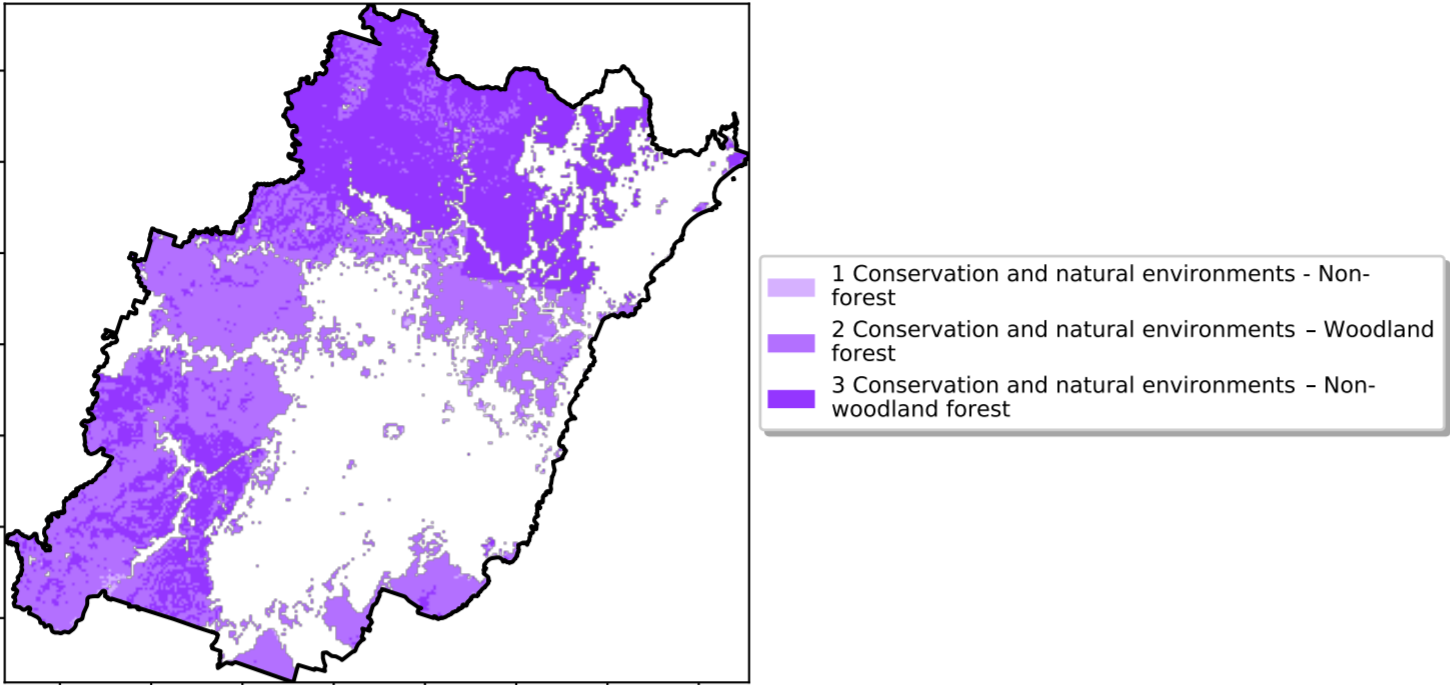 1 Conservation and natural environments - Non-
forest
2 Conservation and natural environments – Woodland
forest
3 Conservation and natural environments – Non-
woodland forest